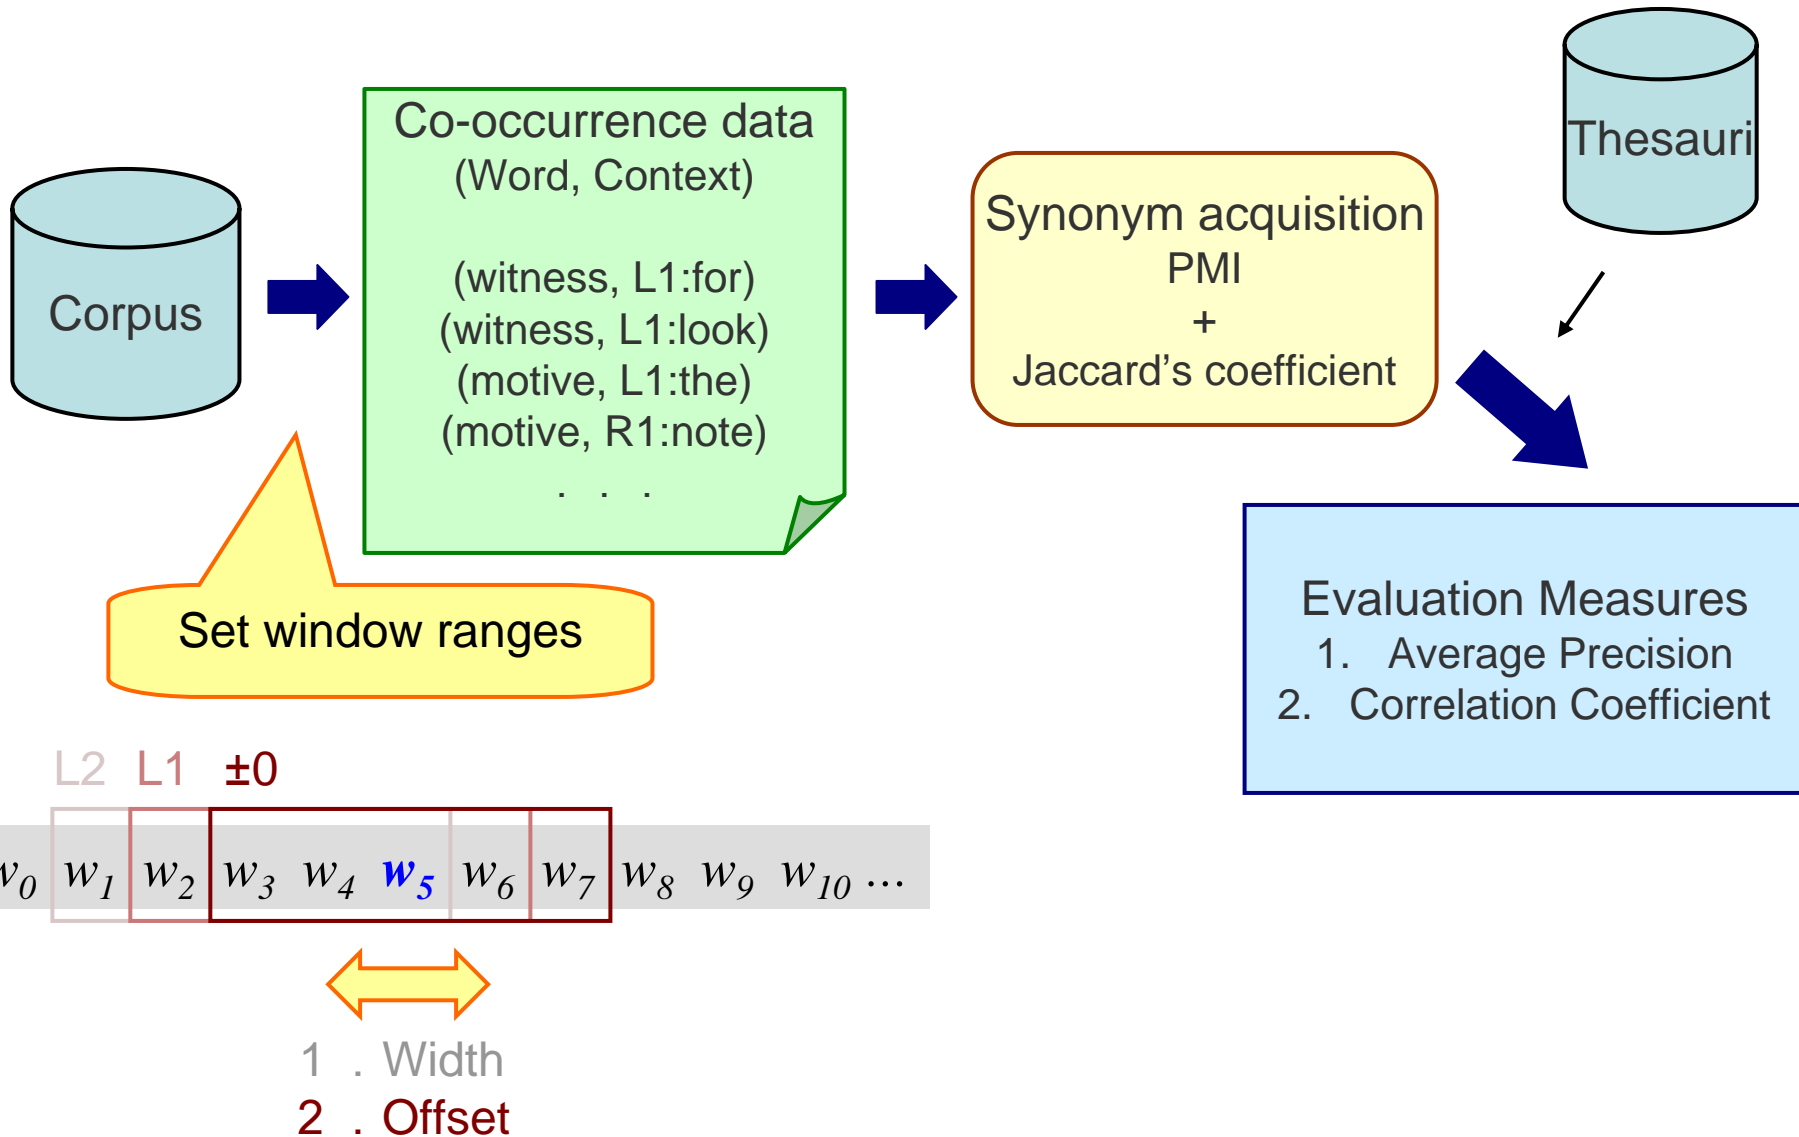 Corpus
Co-occurrence data
(Word, Context)
(witness, L1:for)
(witness, L1:look)
(motive, L1:the)
(motive, R1:note)
. . .
Synonym acquisition
PMI
+
Jaccard’s coefficient
Thesauri
Set window ranges
Evaluation Measures
1. Average Precision
2. Correlation Coefficient
L2 L1 ±0
w0 w1 w2 w3 w4 w5 w6 w7 w8 w9 w10 ...
1 . Width
2 . Offset